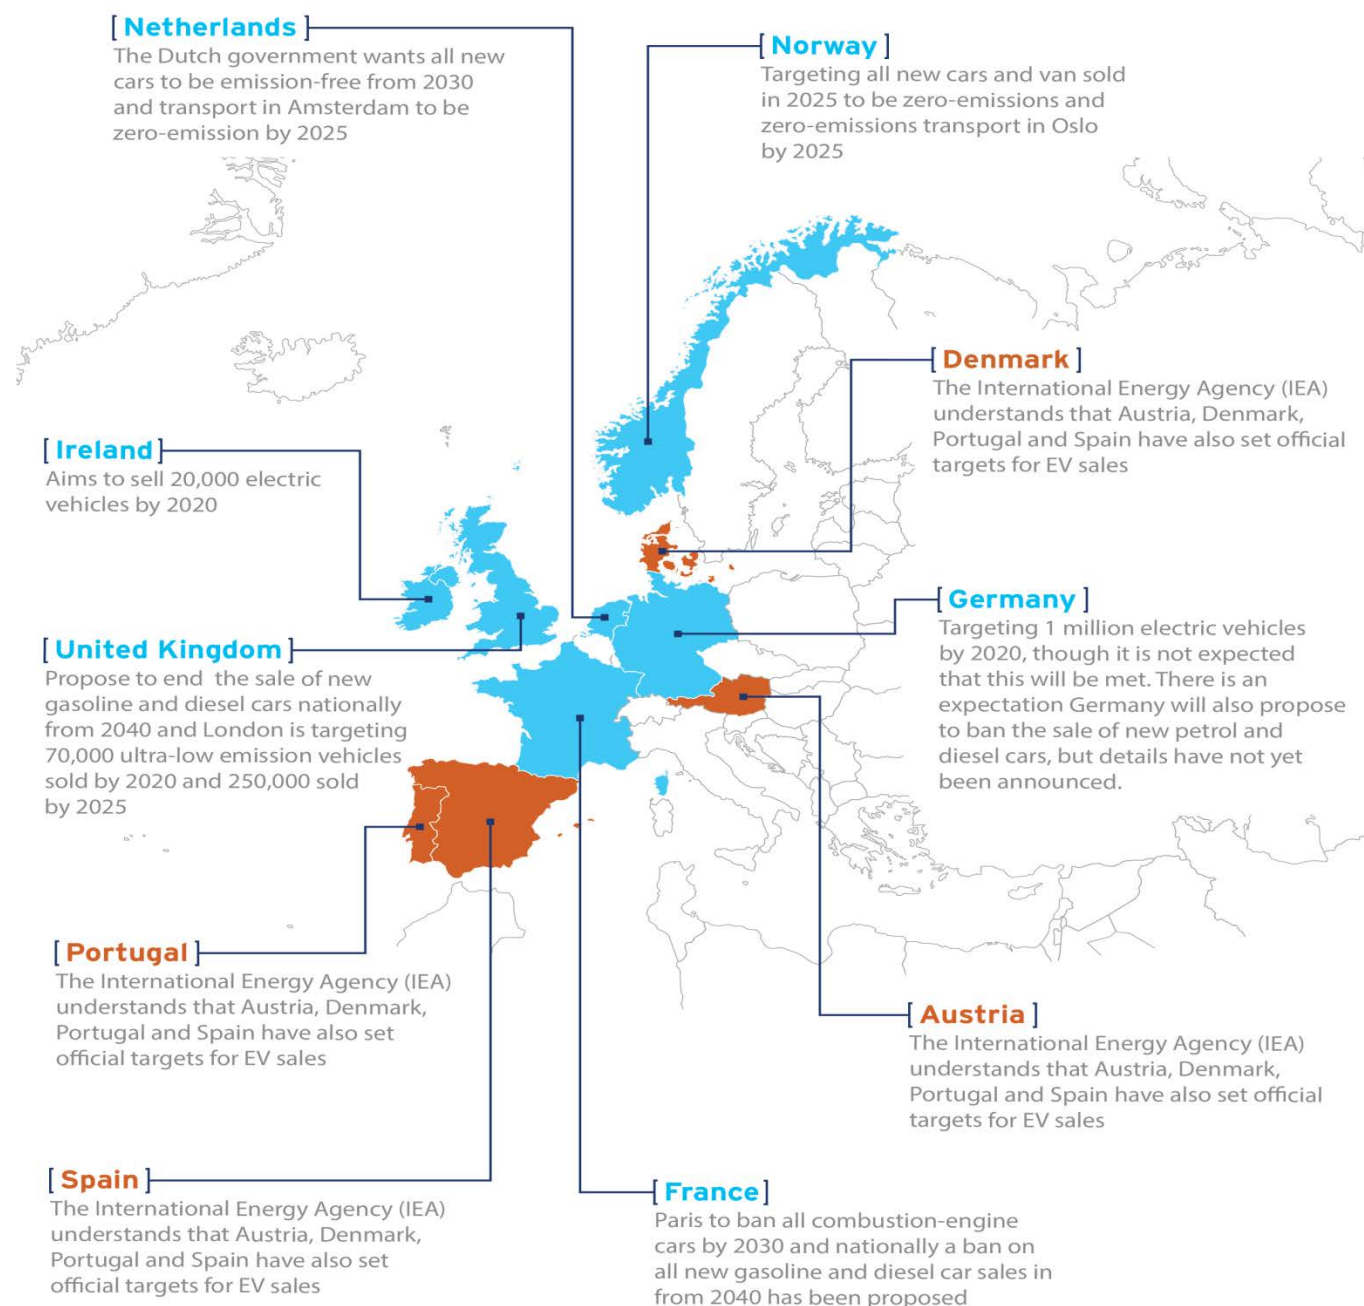 [ Netherlands ]
The Dutch government wants all new
cars to be emission-free from 2030
and transport in Amsterdam to be
zero-emission by 2025
[ Norway ]
Targeting all new cars and van sold
in 2025 to be zero-emissions and
zero-emissions transport in Oslo
by 2025
[ Denmark ]
The International Energy Agency (IEA)
understands that Austria, Denmark,
Portugal and Spain have also set official
targets for EV sales
[ Ireland ]
Aims to sell 20,000 electric
vehicles by 2020
[ Germany ]
Targeting 1 million electric vehicles
by 2020, though it is not expected
that this will be met. There is an
expectation Germany will also propose
to ban the sale of new petrol and
diesel cars, but details have not yet
been announced.
[ United Kingdom ]
Propose to end the sale of new
gasoline and diesel cars nationally
from 2040 and London is targeting
70,000 ultra-low emission vehicles
sold by 2020 and 250,000 sold
by 2025
[ Portugal ]
The International Energy Agency (IEA)
understands that Austria, Denmark,
Portugal and Spain have also set
official targets for EV sales
[ Austria ]
The International Energy Agency (IEA)
understands that Austria, Denmark,
Portugal and Spain have also set official
targets for EV sales
[ Spain ]
The International Energy Agency (IEA)
understands that Austria, Denmark,
Portugal and Spain have also set
official targets for EV sales
[ France ]
Paris to ban all combustion-engine
cars by 2030 and nationally a ban on
all new gasoline and diesel car sales in
from 2040 has been proposed